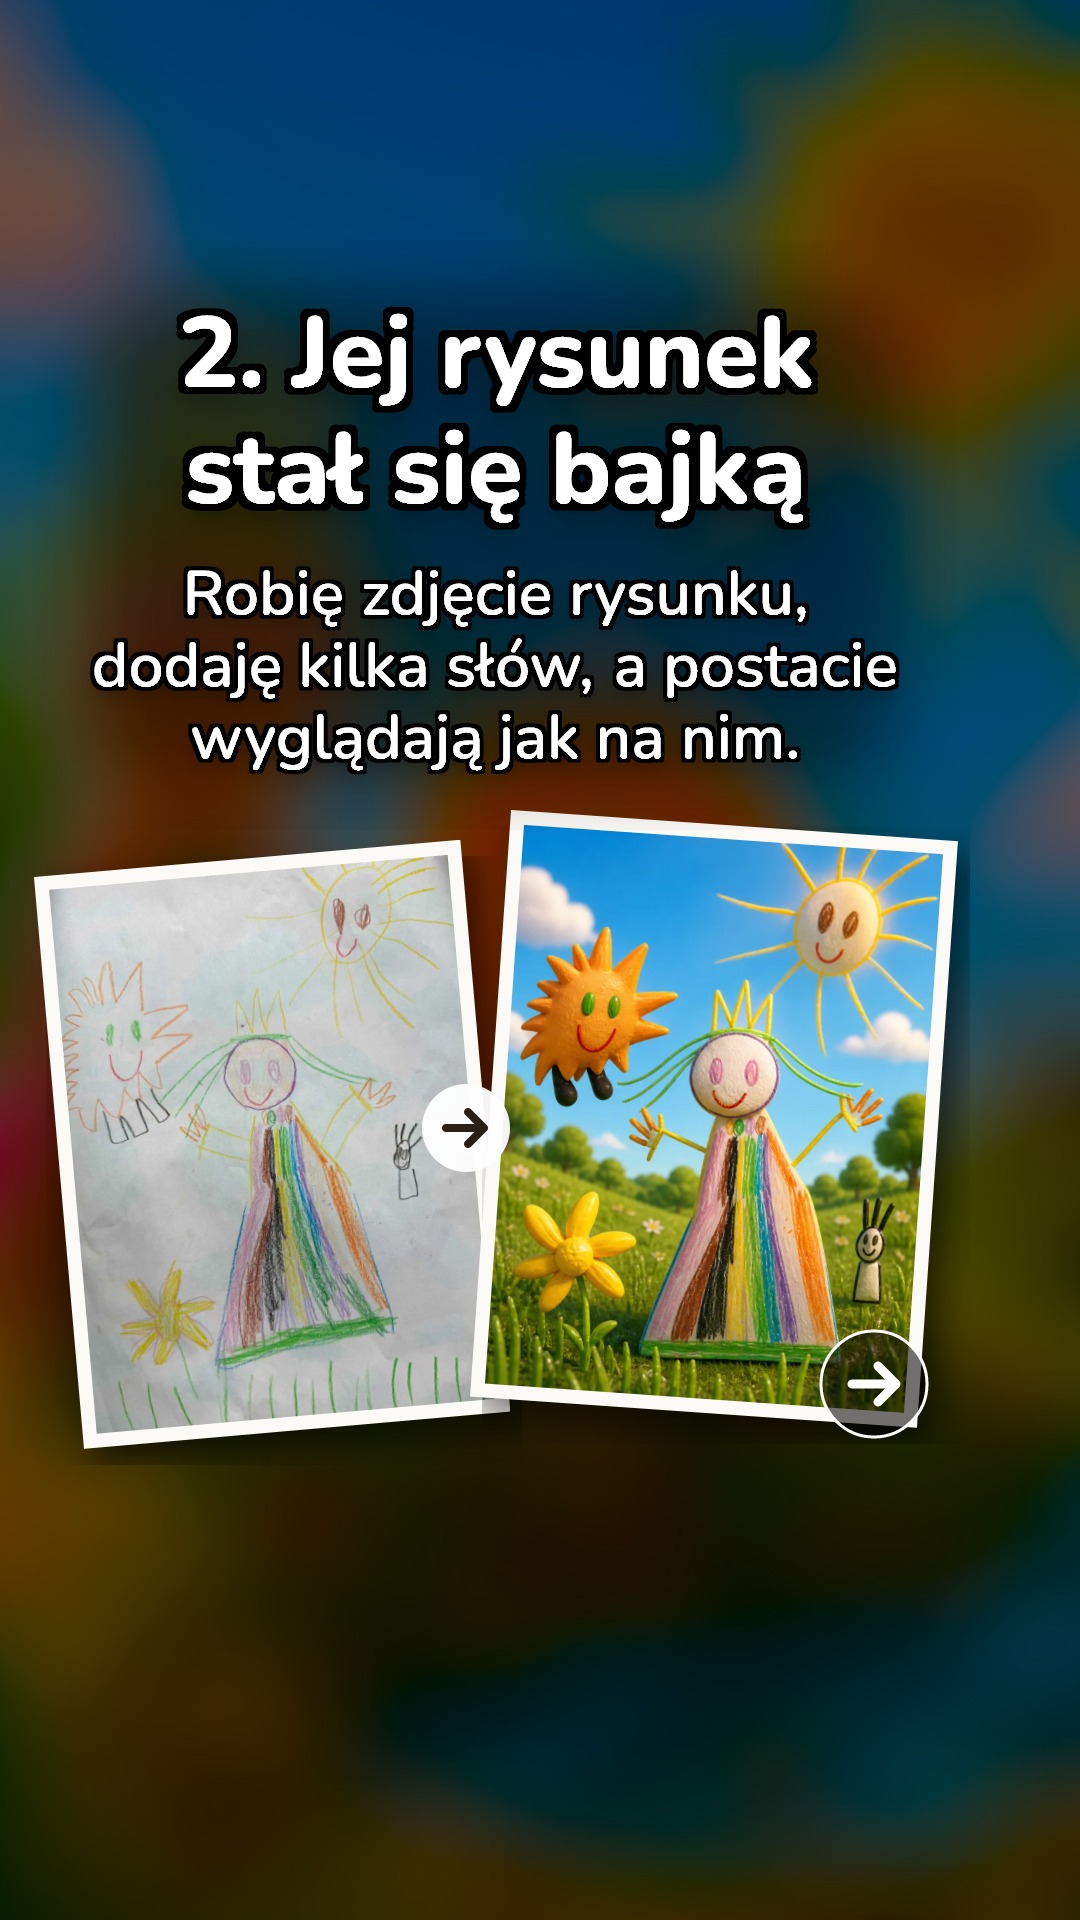 2. Jej rysunek
stał się bajką
Robię zdjęcie rysunku,
dodaję kilka słów, a postacie
wyglądają jak na nim.